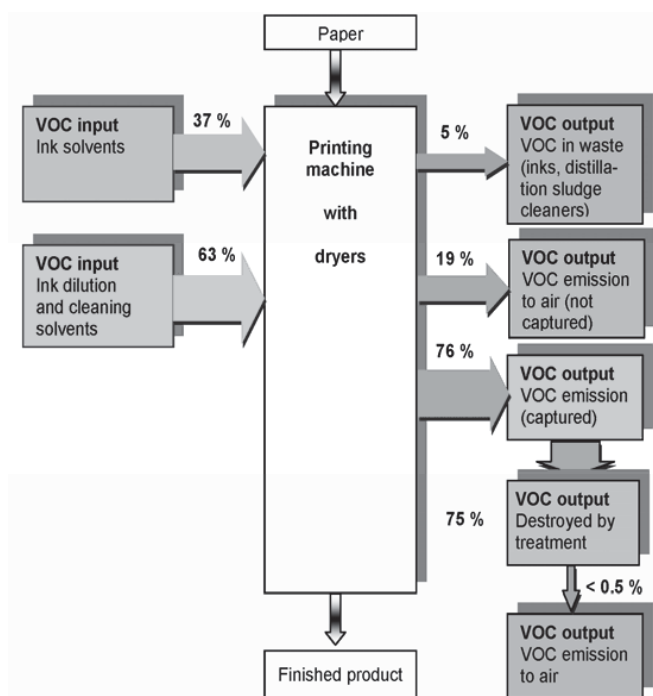 Paper
VOC input
Ink solvents
37 %
Printing
machine
with
dryers
5 %
VOC output
VOC in waste
(inks, distilla-
tion sludge
cleaners)
VOC input
Ink dilution
and cleaning
solvents
63 %
19 %
VOC output
VOC emission
to air (not
captured)
76 %
VOC output
VOC emission
(captured)
75 %
VOC output
Destroyed by
treatment
< 0.5 %
VOC output
VOC emission
to air
Finished product